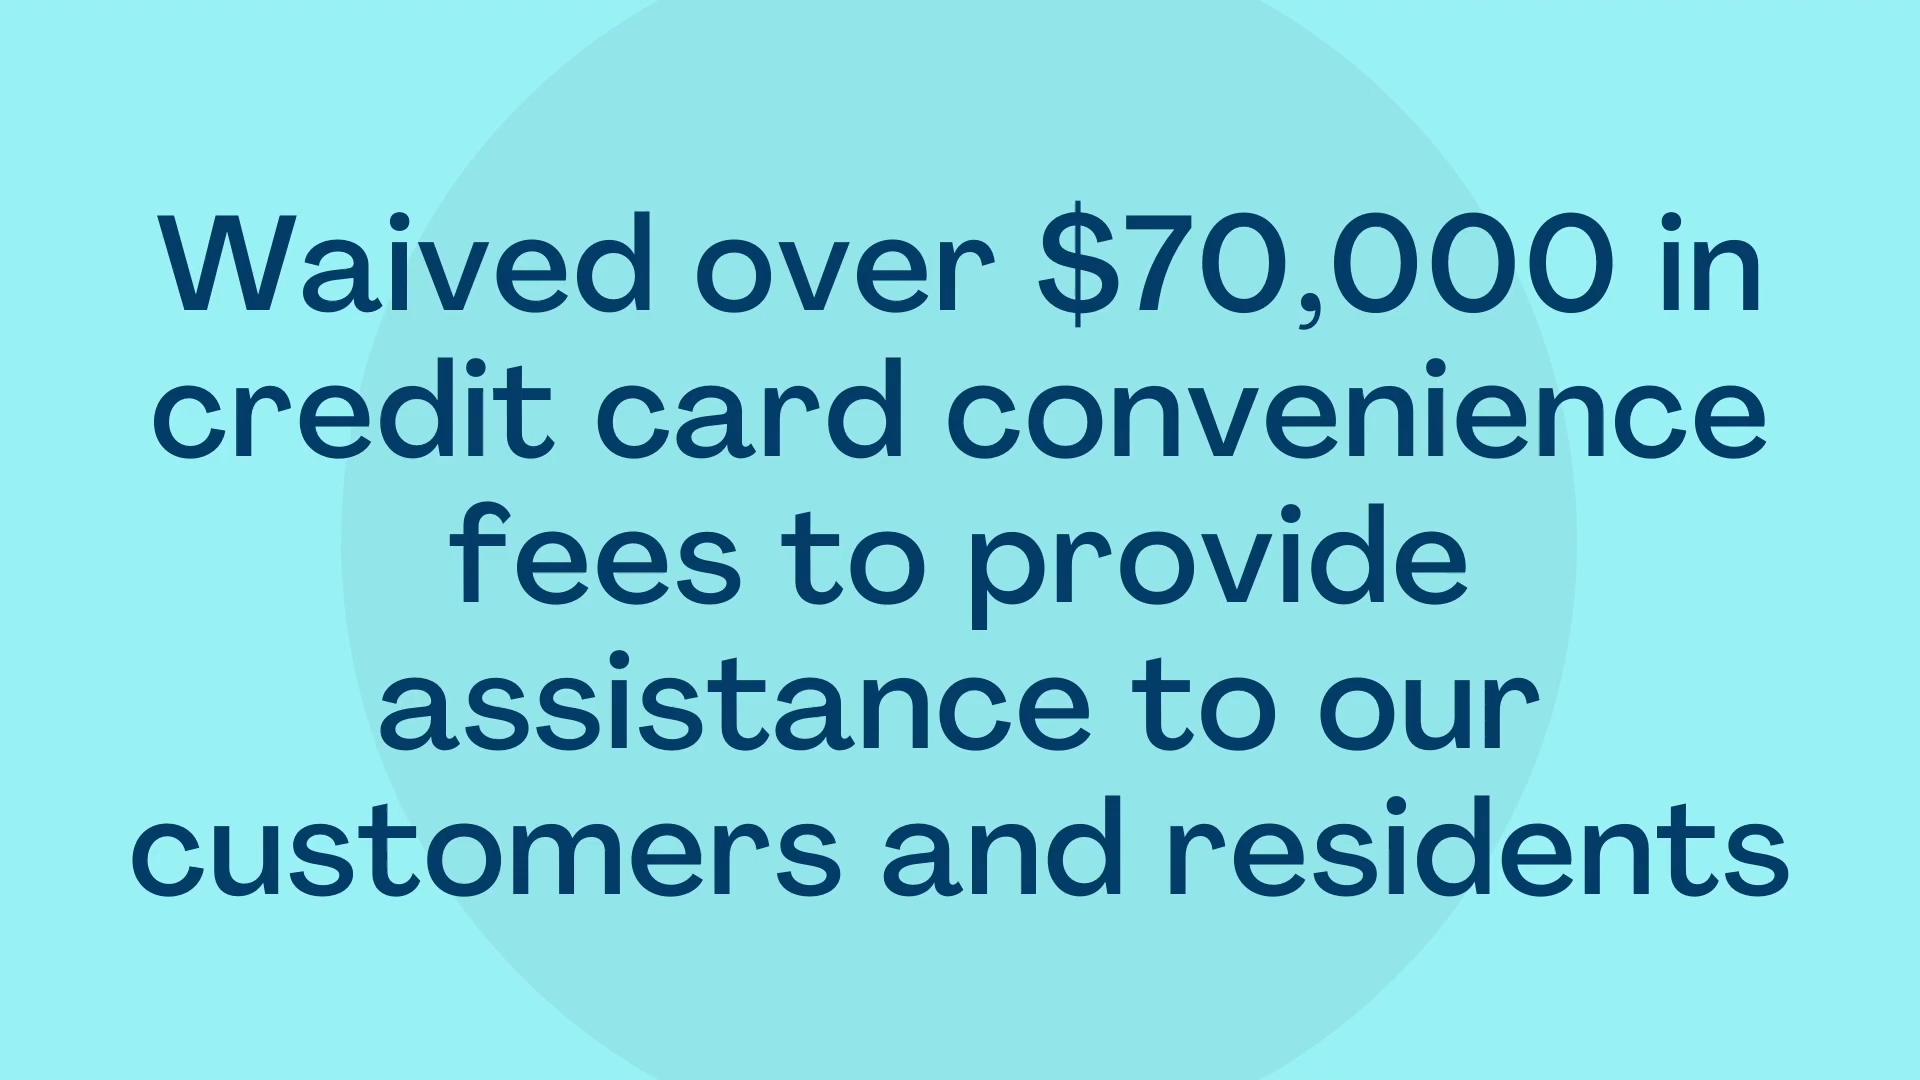 Waived over $70,000 in
credit card convenience
fees to provide
assistance to our
customers and residents